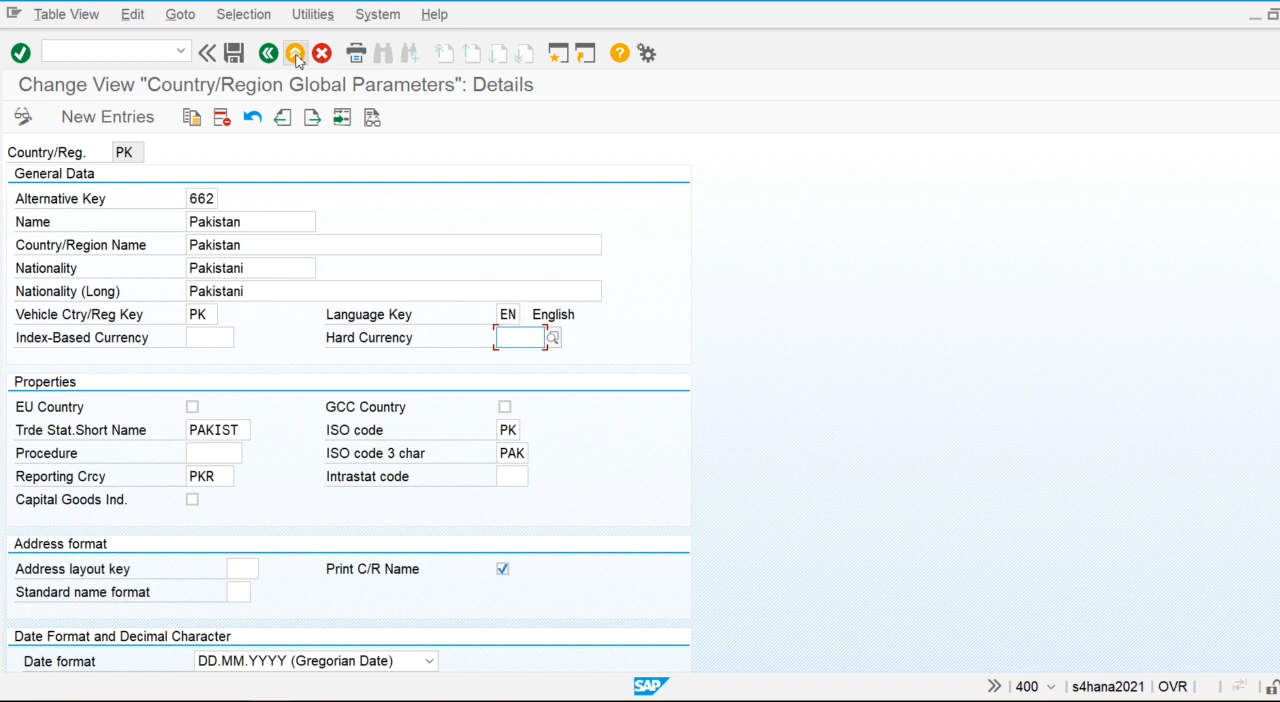 Table View Edit Goto Selection Utilities System Help
Change View "Country/Region Global Parameters": Details
New Entries
Country/Reg. PK
General Data
Alternative Key 662
Name Pakistan
Country/Region Name Pakistan
Nationality Pakistani
Nationality (Long) Pakistani
Vehicle Ctry/Reg Key PK Language Key EN English
Index-Based Currency Hard Currency
Properties
EU Country GCC Country
Trde Stat.Short Name PAKIST ISO code PK
Procedure ISO code 3 char PAK
Reporting Crcy PKR Intrastat code
Capital Goods Ind.
Address format
Address layout key Print C/R Name
Standard name format
Date Format and Decimal Character
Date format DD.MM.YYYY (Gregorian Date)
SAP 400 s4hana2021 OVR